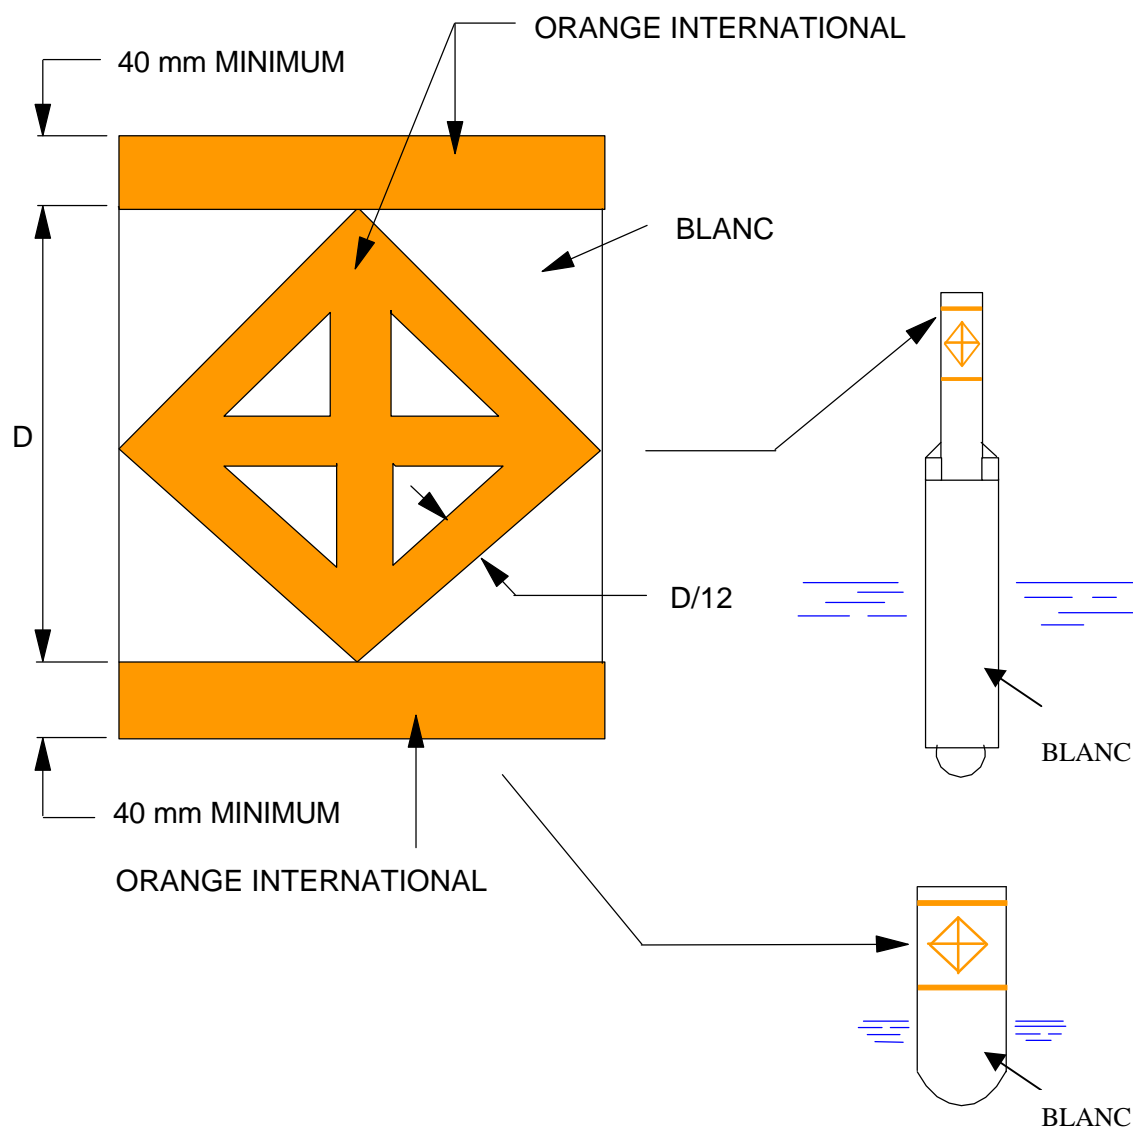 ORANGE INTERNATIONAL
40 mm MINIMUM
BLANC
D
D/12
BLANC
40 mm MINIMUM
ORANGE INTERNATIONAL
BLANC